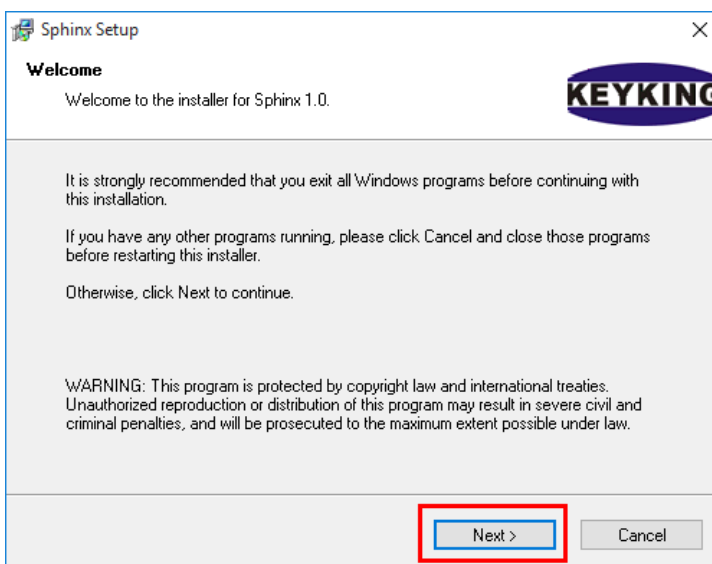 Sphinx Setup
Welcome
Welcome to the installer for Sphinx 1.0.
KEYKING
It is strongly recommended that you exit all Windows programs before continuing with
this installation.
If you have any other programs running, please click Cancel and close those programs
before restarting this installer.
Otherwise, click Next to continue.
WARNING: This program is protected by copyright law and international treaties.
Unauthorized reproduction or distribution of this program may result in severe civil and
criminal penalties, and will be prosecuted to the maximum extent possible under law.
Next >
Cancel